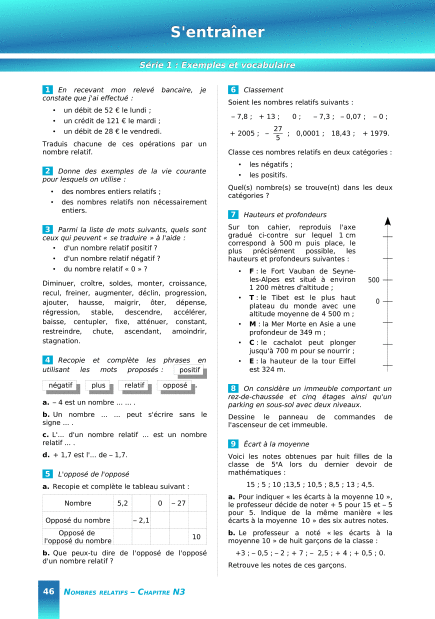 S'entraîner
Série 1 : Exemples et vocabulaire
1 En recevant mon relevé bancaire, je
constate que j'ai effectué :
• un débit de 52 € le lundi ;
• un crédit de 121 € le mardi ;
• un débit de 28 € le vendredi.
Traduis chacune de ces opérations par un
nombre relatif.
2 Donne des exemples de la vie courante
pour lesquels on utilise :
• des nombres entiers relatifs ;
• des nombres relatifs non nécessairement
entiers.
3 Parmi la liste de mots suivants, quels sont
ceux qui peuvent « se traduire » à l'aide :
• d'un nombre relatif positif ?
• d'un nombre relatif négatif ?
• du nombre relatif « 0 » ?
Diminuer, croître, soldes, monter, croissance,
recul, freiner, augmenter, déclin, progression,
ajouter, hausse, maigrir, ôter, dépense,
régression, stable, descendre, accélérer,
baisse, centupler, fixe, atténuer, constant,
restreindre, chute, ascendant, amoindrir,
stagnation.
4 Recopie et complète les phrases en
utilisant les mots proposés : positif
négatif plus relatif opposé .
a. – 4 est un nombre ... ... .
b. Un nombre ... ... peut s'écrire sans le
signe ... .
c. L'... d'un nombre relatif ... est un nombre
relatif ... .
d. + 1,7 est l'... de – 1,7.
5 L'opposé de l'opposé
a. Recopie et complète le tableau suivant :
Nombre 5,2 0 – 27
Opposé du nombre – 2,1
Opposé de
l'opposé du nombre 10
b. Que peux-tu dire de l'opposé de l'opposé
d'un nombre relatif ?
6 Classement
Soient les nombres relatifs suivants :
– 7,8 ; + 13 ; 0 ; – 7,3 ; – 0,07 ; – 0 ;
+ 2005 ; – 27/5 ; 0,0001 ; 18,43 ; + 1979.
Classe ces nombres relatifs en deux catégories :
• les négatifs ;
• les positifs.
Quel(s) nombre(s) se trouve(nt) dans les deux
catégories ?
7 Hauteurs et profondeurs
Sur ton cahier, reproduis l'axe
gradué ci-contre sur lequel 1 cm
correspond à 500 m puis place, le
plus précisément possible, les
hauteurs et profondeurs suivantes :
• F : le Fort Vauban de Seyne-
les-Alpes est situé à environ
1 200 mètres d'altitude ;
• T : le Tibet est le plus haut
plateau du monde avec une
altitude moyenne de 4 500 m ;
• M : la Mer Morte en Asie a une
profondeur de 349 m ;
• C : le cachalot peut plonger
jusqu'à 700 m pour se nourrir ;
• E : la hauteur de la tour Eiffel
est 324 m.
500
0
8 On considère un immeuble comportant un
rez-de-chaussée et cinq étages ainsi qu'un
parking en sous-sol avec deux niveaux.
Dessine le panneau de commandes de
l'ascenseur de cet immeuble.
9 Écart à la moyenne
Voici les notes obtenues par huit filles de la
classe de 5ᵉA lors du dernier devoir de
mathématiques :
15 ; 5 ; 10 ;13,5 ; 10,5 ; 8,5 ; 13 ; 4,5.
a. Pour indiquer « les écarts à la moyenne 10 »,
le professeur décide de noter + 5 pour 15 et – 5
pour 5. Indique de la même manière « les
écarts à la moyenne 10 » des six autres notes.
b. Le professeur a noté « les écarts à la
moyenne 10 » de huit garçons de la classe :
+3 ; – 0,5 ; – 2 ; + 7 ; – 2,5 ; + 4 ; + 0,5 ; 0.
Retrouve les notes de ces garçons.
46 NOMBRES RELATIFS – CHAPITRE N3